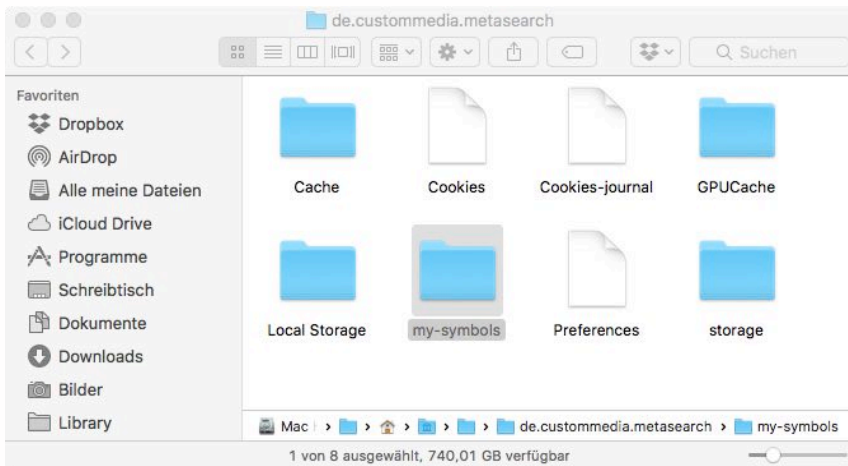 de.custommedia.metasearch
Suchen
Favoriten
Dropbox
AirDrop
Alle meine Dateien
iCloud Drive
Programme
Schreibtisch
Dokumente
Downloads
Bilder
Library
Cache
Cookies
Cookies-journal
GPUCache
Local Storage
my-symbols
Preferences
storage
Mac › › › › › de.custommedia.metasearch › my-symbols
1 von 8 ausgewählt, 740,01 GB verfügbar